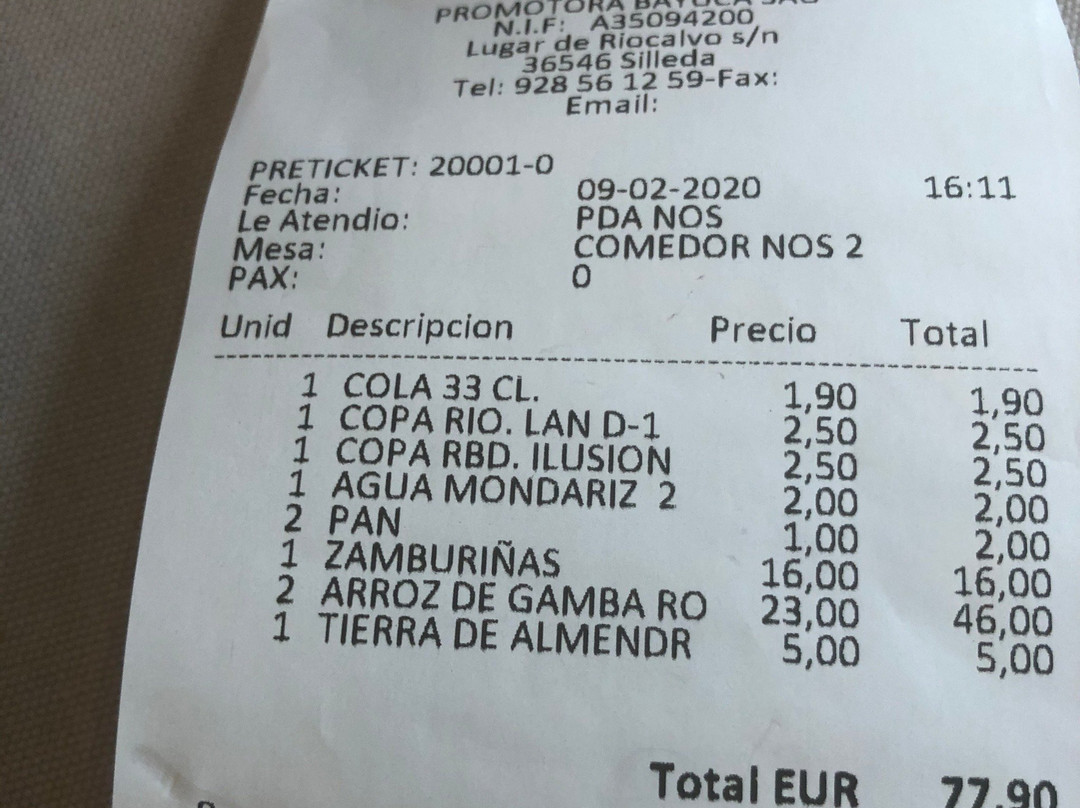 PROMOTORA
N.I.F: A35094200
Lugar de Riocalvo s/n
36546 Silleda
Tel: 928 56 12 59-Fax:
Email:
PRETICKET: 20001-0
Fecha: 09-02-2020 16:11
Le Atendio: PDA NOS
Mesa: COMEDOR NOS 2
PAX: 0
Unid Descripcion Precio Total
1 COLA 33 CL. 1,90 1,90
1 COPA RIO. LAN D-1 2,50 2,50
1 COPA RBD. ILUSION 2,50 2,50
1 AGUA MONDARIZ 2 2,00 2,00
2 PAN 1,00 2,00
1 ZAMBURIÑAS 16,00 16,00
2 ARROZ DE GAMBA RO 23,00 46,00
1 TIERRA DE ALMENDR 5,00 5,00
Total EUR 77,90